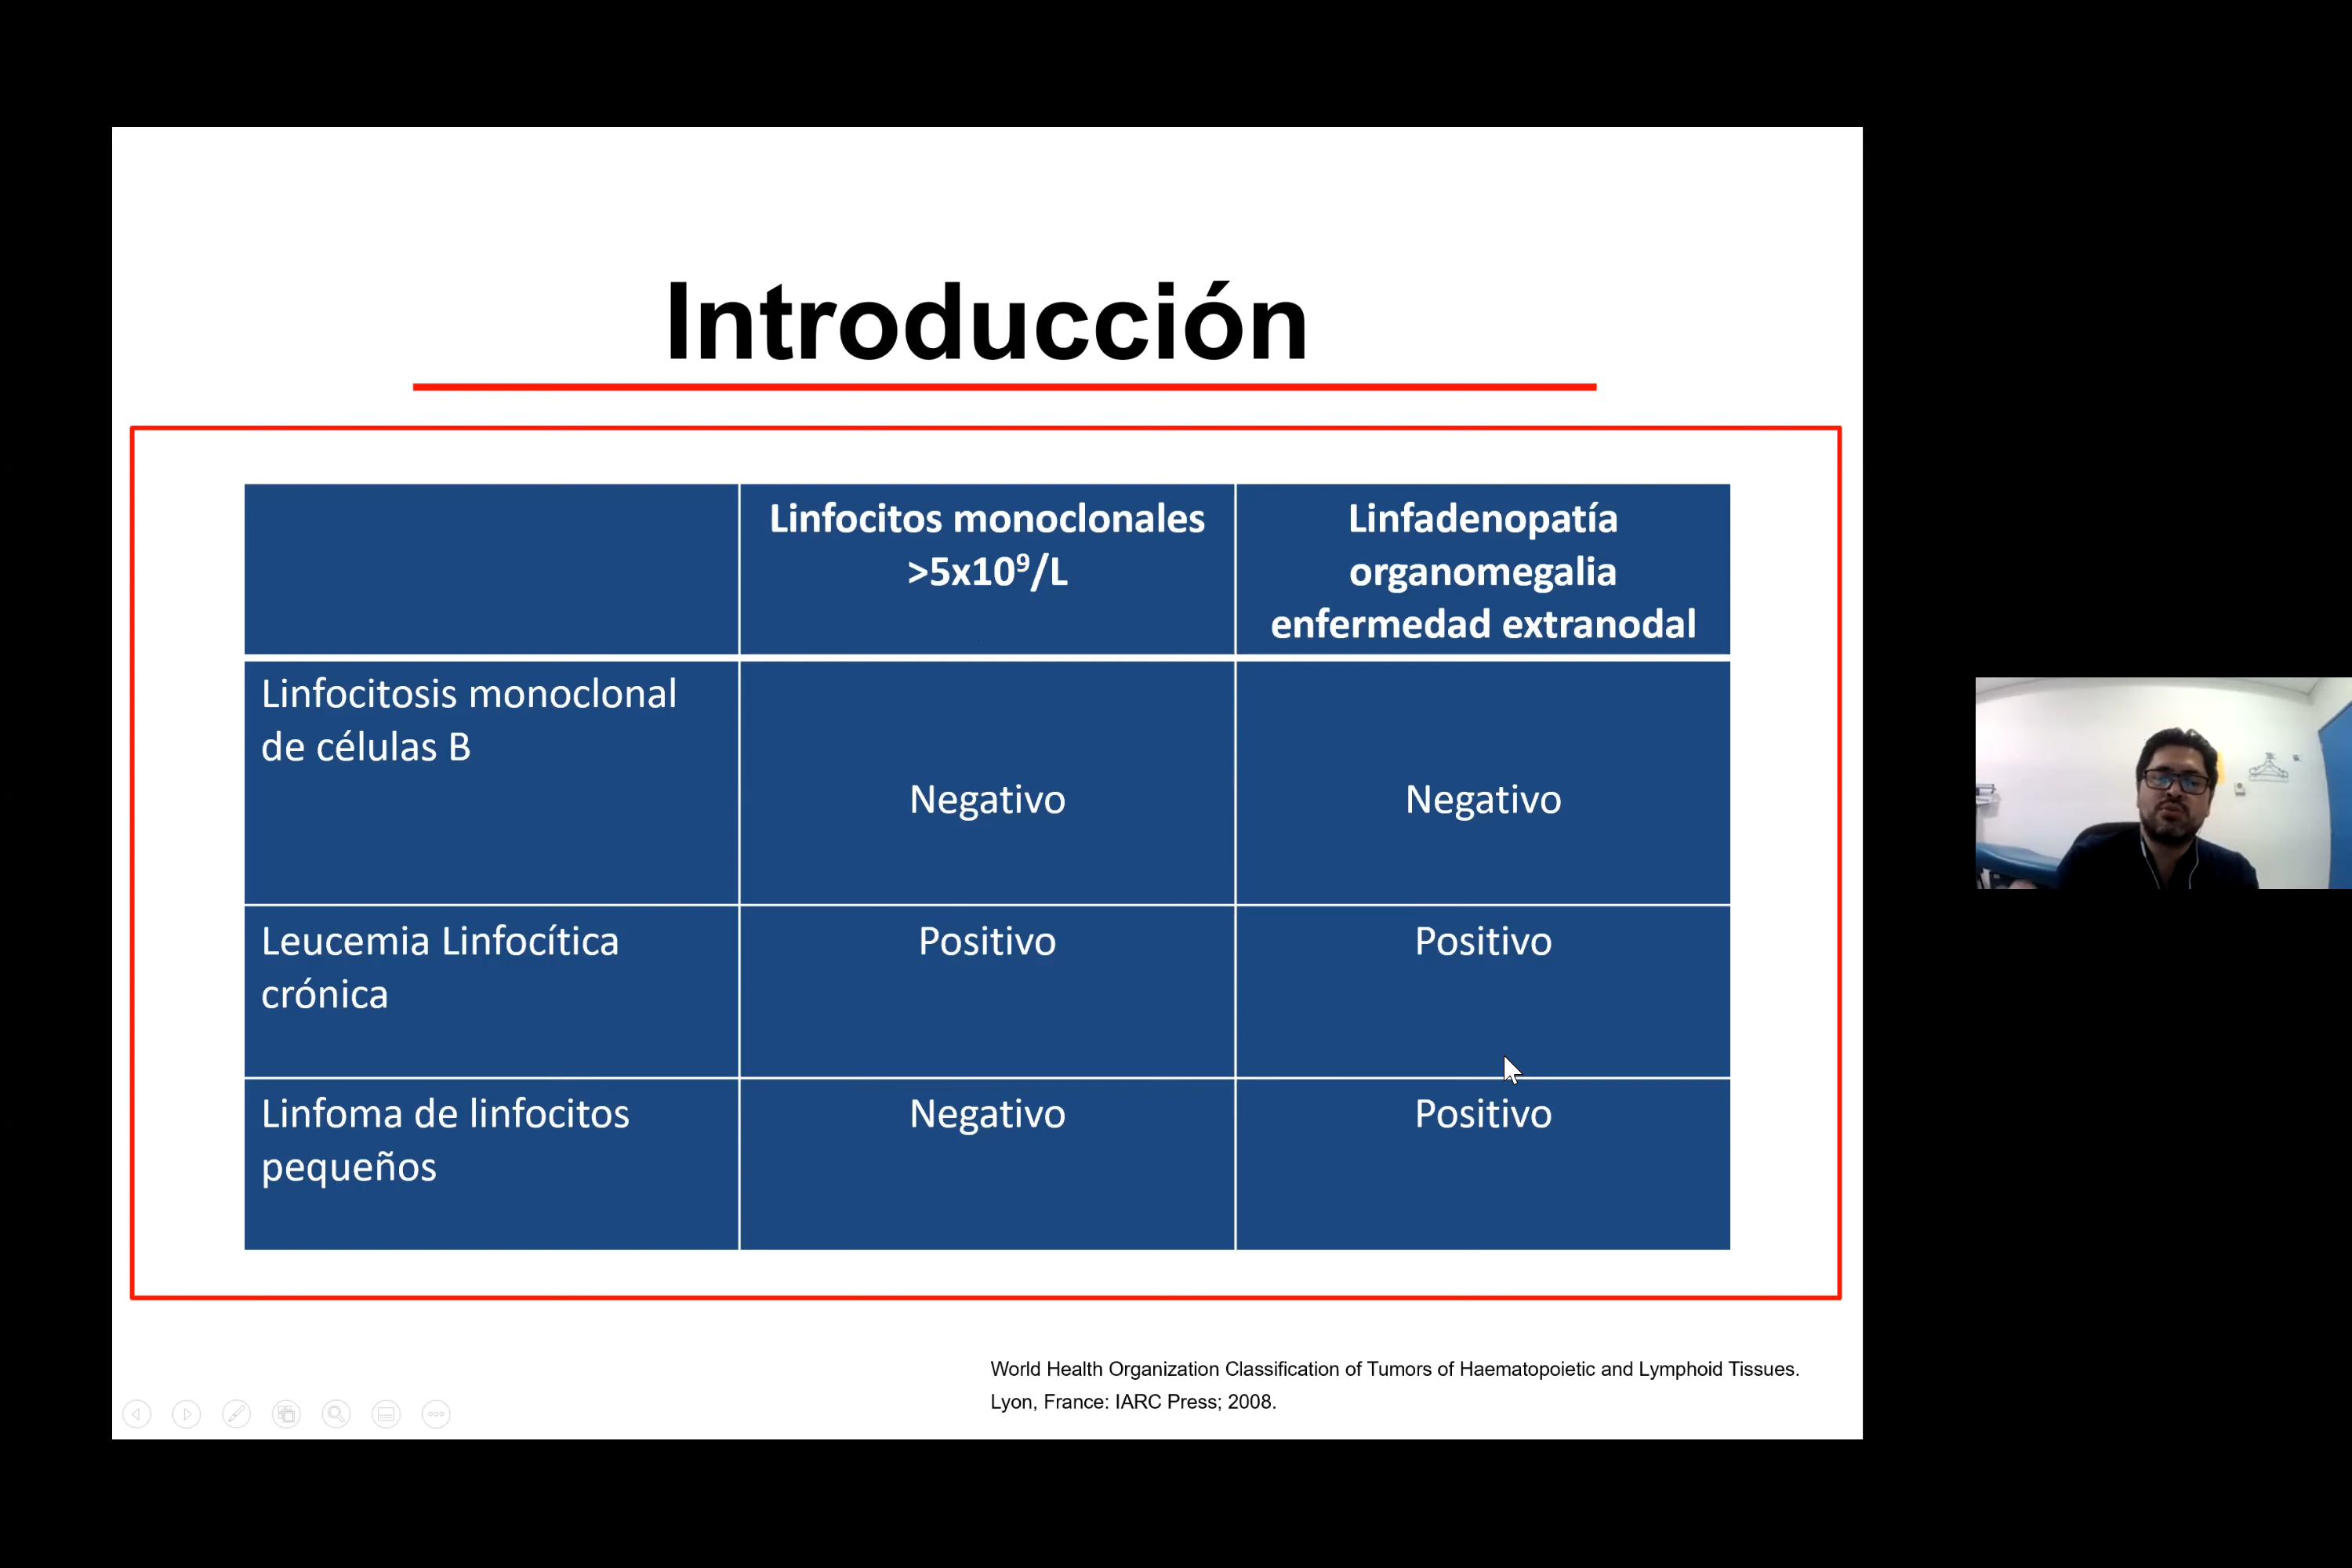 Introducción
Linfocitos monoclonales
>5x10⁹/L
Linfadenopatía
organomegalia
enfermedad extranodal
Linfocitosis monoclonal
de células B
Negativo
Negativo
Leucemia Linfocítica
crónica
Positivo
Positivo
Linfoma de linfocitos
pequeños
Negativo
Positivo
World Health Organization Classification of Tumors of Haematopoietic and Lymphoid Tissues.
Lyon, France: IARC Press; 2008.